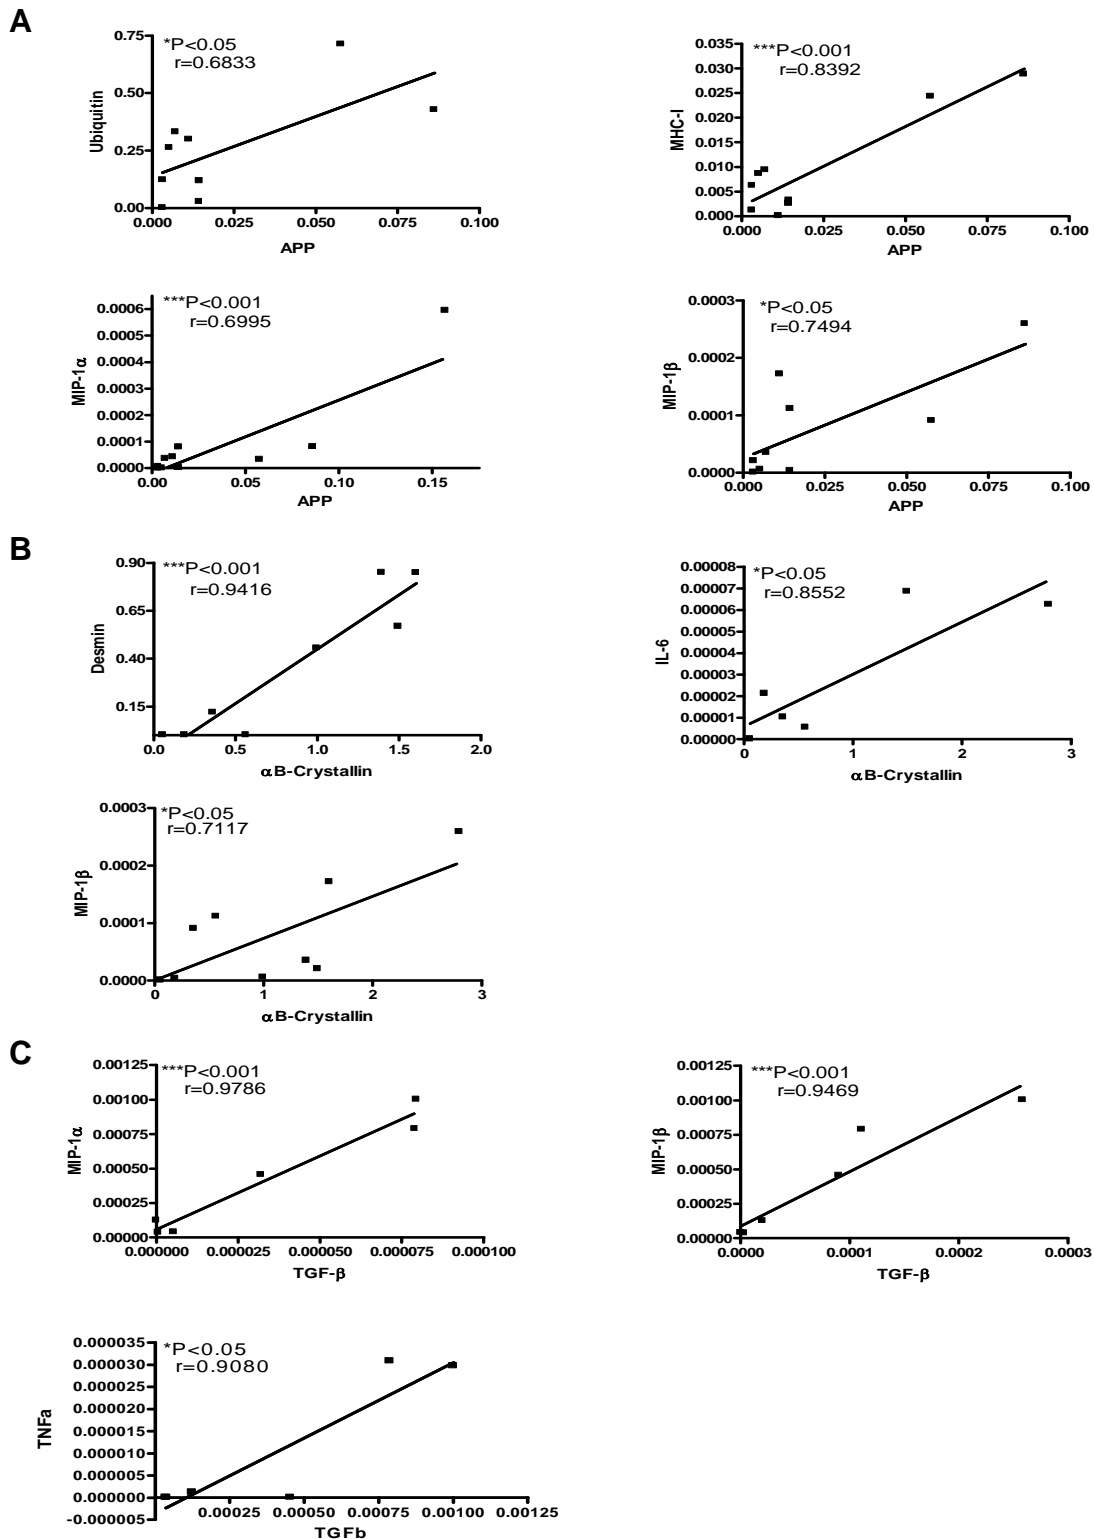 A
*P<0.05
r=0.6833
0.75
0.50
0.25
0.00
Ubiquitin
0.000 0.025 0.050 0.075 0.100
APP
***P<0.001
r=0.8392
0.035
0.030
0.025
0.020
0.015
0.010
0.005
0.000
MHC-I
0.000 0.025 0.050 0.075 0.100
APP
***P<0.001
r=0.6995
0.0006
0.0005
0.0004
0.0003
0.0002
0.0001
0.0000
MIP-1α
0.00 0.05 0.10 0.15
APP
*P<0.05
r=0.7494
0.0003
0.0002
0.0001
0.0000
MIP-1β
0.000 0.025 0.050 0.075 0.100
APP
B
***P<0.001
r=0.9416
0.90
0.65
0.40
0.15
Desmin
0.0 0.5 1.0 1.5 2.0
αB-Crystallin
*P<0.05
r=0.8552
0.00008
0.00007
0.00006
0.00005
0.00004
0.00003
0.00002
0.00001
0.00000
IL-6
0 1 2 3
αB-Crystallin
*P<0.05
r=0.7117
0.0003
0.0002
0.0001
0.0000
MIP-1β
0 1 2 3
αB-Crystallin
C
***P<0.001
r=0.9786
0.00125
0.00100
0.00075
0.00050
0.00025
0.00000
MIP-1α
0.000000 0.000025 0.000050 0.000075 0.000100
TGF-β
***P<0.001
r=0.9469
0.00125
0.00100
0.00075
0.00050
0.00025
0.00000
MIP-1β
0.0000 0.0001 0.0002 0.0003
TGF-β
*P<0.05
r=0.9080
0.000035
0.000030
0.000025
0.000020
0.000015
0.000010
0.000005
0.000000
-0.000005
TNFa
0.00025 0.00050 0.00075 0.00100 0.00125
TGFb